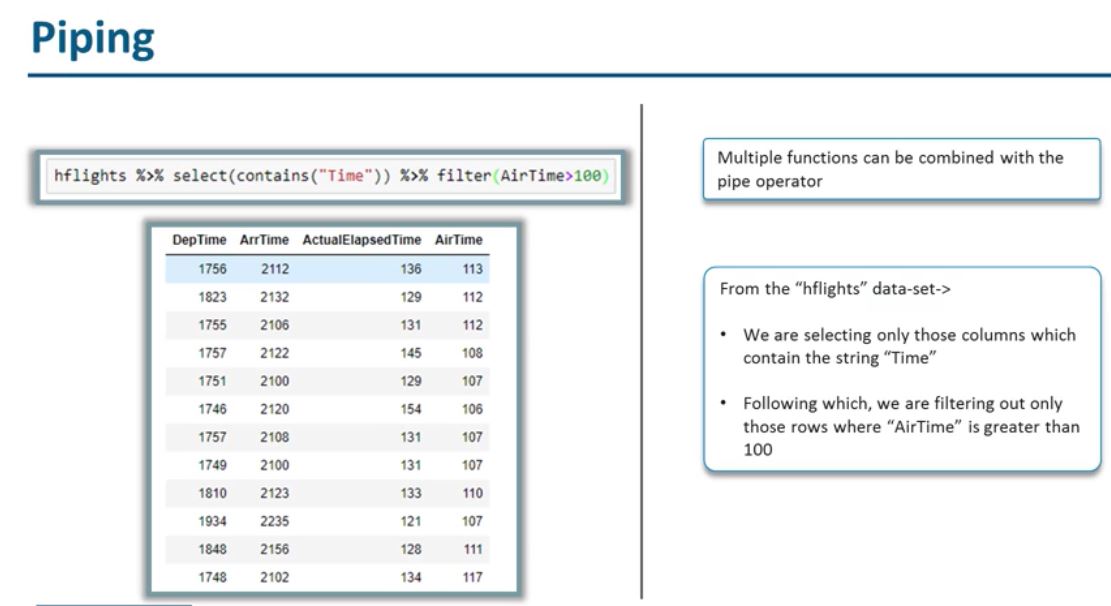 Piping
hflights %>% select(contains("Time")) %>% filter(AirTime>100)
DepTime ArrTime ActualElapsedTime AirTime
1756 2112 136 113
1823 2132 129 112
1755 2106 131 112
1757 2122 145 108
1751 2100 129 107
1746 2120 154 106
1757 2108 131 107
1749 2100 131 107
1810 2123 133 110
1934 2235 121 107
1848 2156 128 111
1748 2102 134 117
Multiple functions can be combined with the
pipe operator
From the “hflights” data-set->
• We are selecting only those columns which
contain the string “Time”
• Following which, we are filtering out only
those rows where “AirTime” is greater than
100